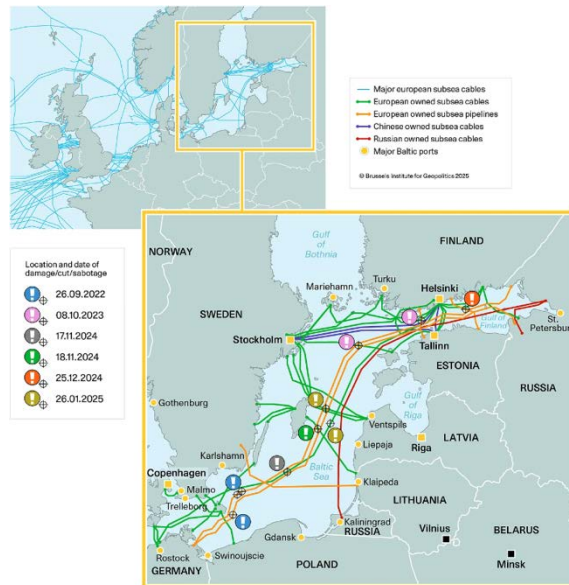 Major european subsea cables
European owned subsea cables
European owned subsea pipelines
Chinese owned subsea cables
Russian owned subsea cables
Major Baltic ports
© Brussels Institute for Geopolitics 2025
Location and date of
damage/cut/sabotage
26.09.2022
08.10.2023
17.11.2024
18.11.2024
25.12.2024
26.01.2025
NORWAY
Gulf
of
Bothnia
FINLAND
Mariehamn
Turku
Helsinki
SWEDEN
St.
Petersbur
Gulf of
Finland
Stockholm
Tallinn
ESTONIA
RUSSIA
Gothenburg
Gulf
of
Riga
Ventspils
LATVIA
Karlshamn
Liepaja
Riga
Baltic
Sea
Copenhagen
Klaipeda
Malmo
Trelleborg
LITHUANIA
Kaliningrad
RUSSIA
Vilnius
BELARUS
Rostock
Swinoujscie
Gdansk
Minsk
GERMANY
POLAND